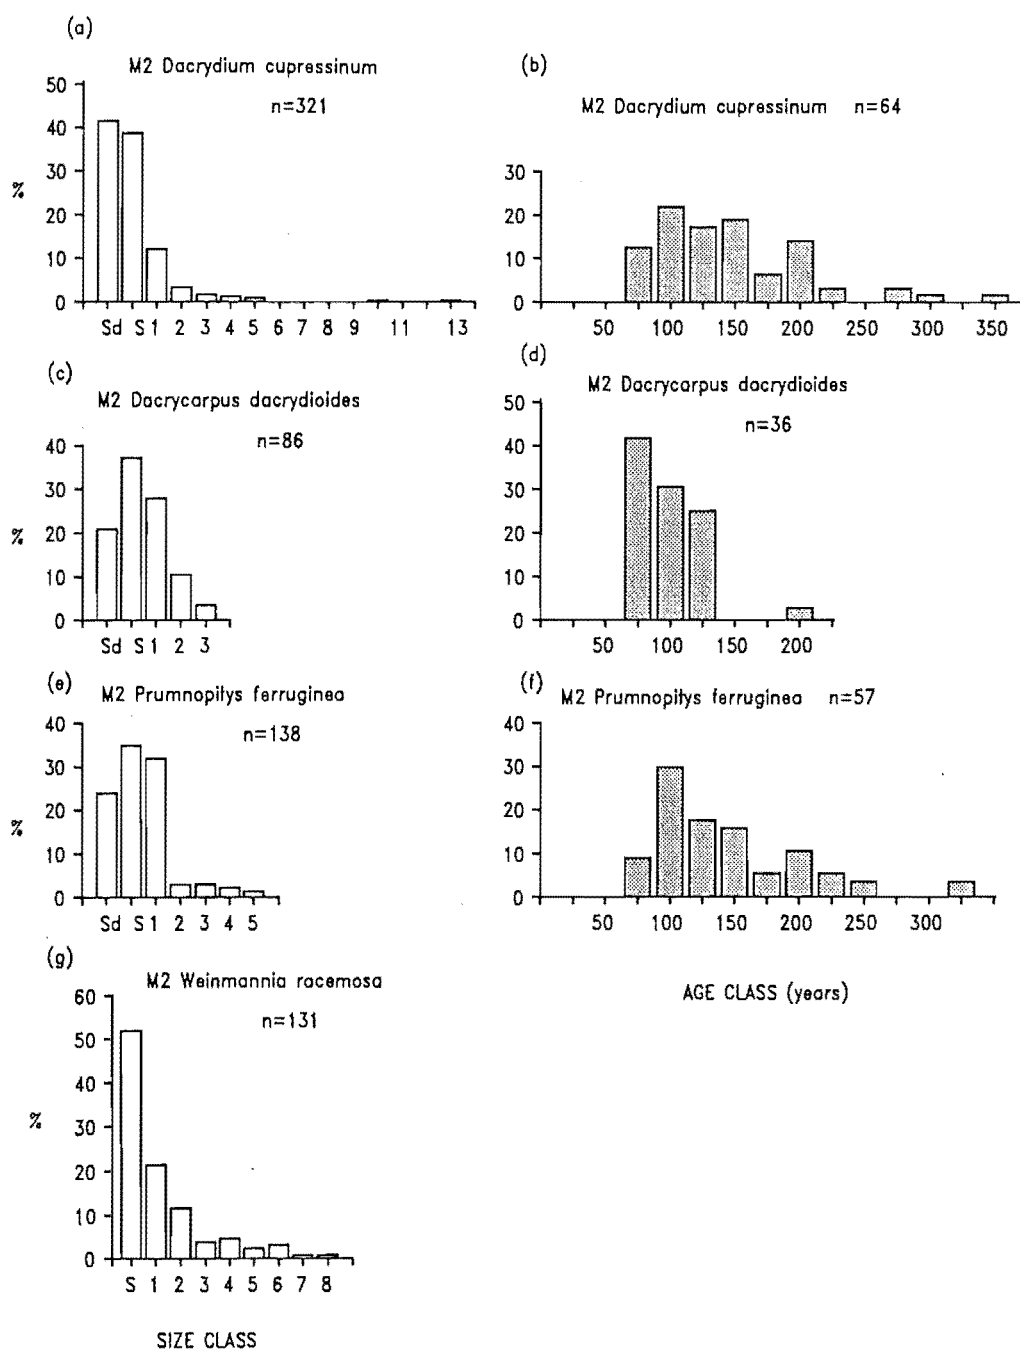 (a)
M2 Dacrydium cupressinum
n=321
50
40
30
20
10
0
%
Sd S 1 2 3 4 5 6 7 8 9 11 13
(b)
M2 Dacrydium cupressinum n=64
30
20
10
0
50 100 150 200 250 300 350
(c)
M2 Dacrycarpus dacrydioides
n=86
40
30
20
10
0
%
Sd S 1 2 3
(d)
M2 Dacrycarpus dacrydioides
n=36
50
40
30
20
10
0
50 100 150 200
(e)
M2 Prumnopitys ferruginea
n=138
40
30
20
10
0
%
Sd S 1 2 3 4 5
(f)
M2 Prumnopitys ferruginea n=57
40
30
20
10
0
50 100 150 200 250 300
AGE CLASS (years)
(g)
M2 Weinmannia racemosa
n=131
60
50
40
30
20
10
0
%
S 1 2 3 4 5 6 7 8
SIZE CLASS